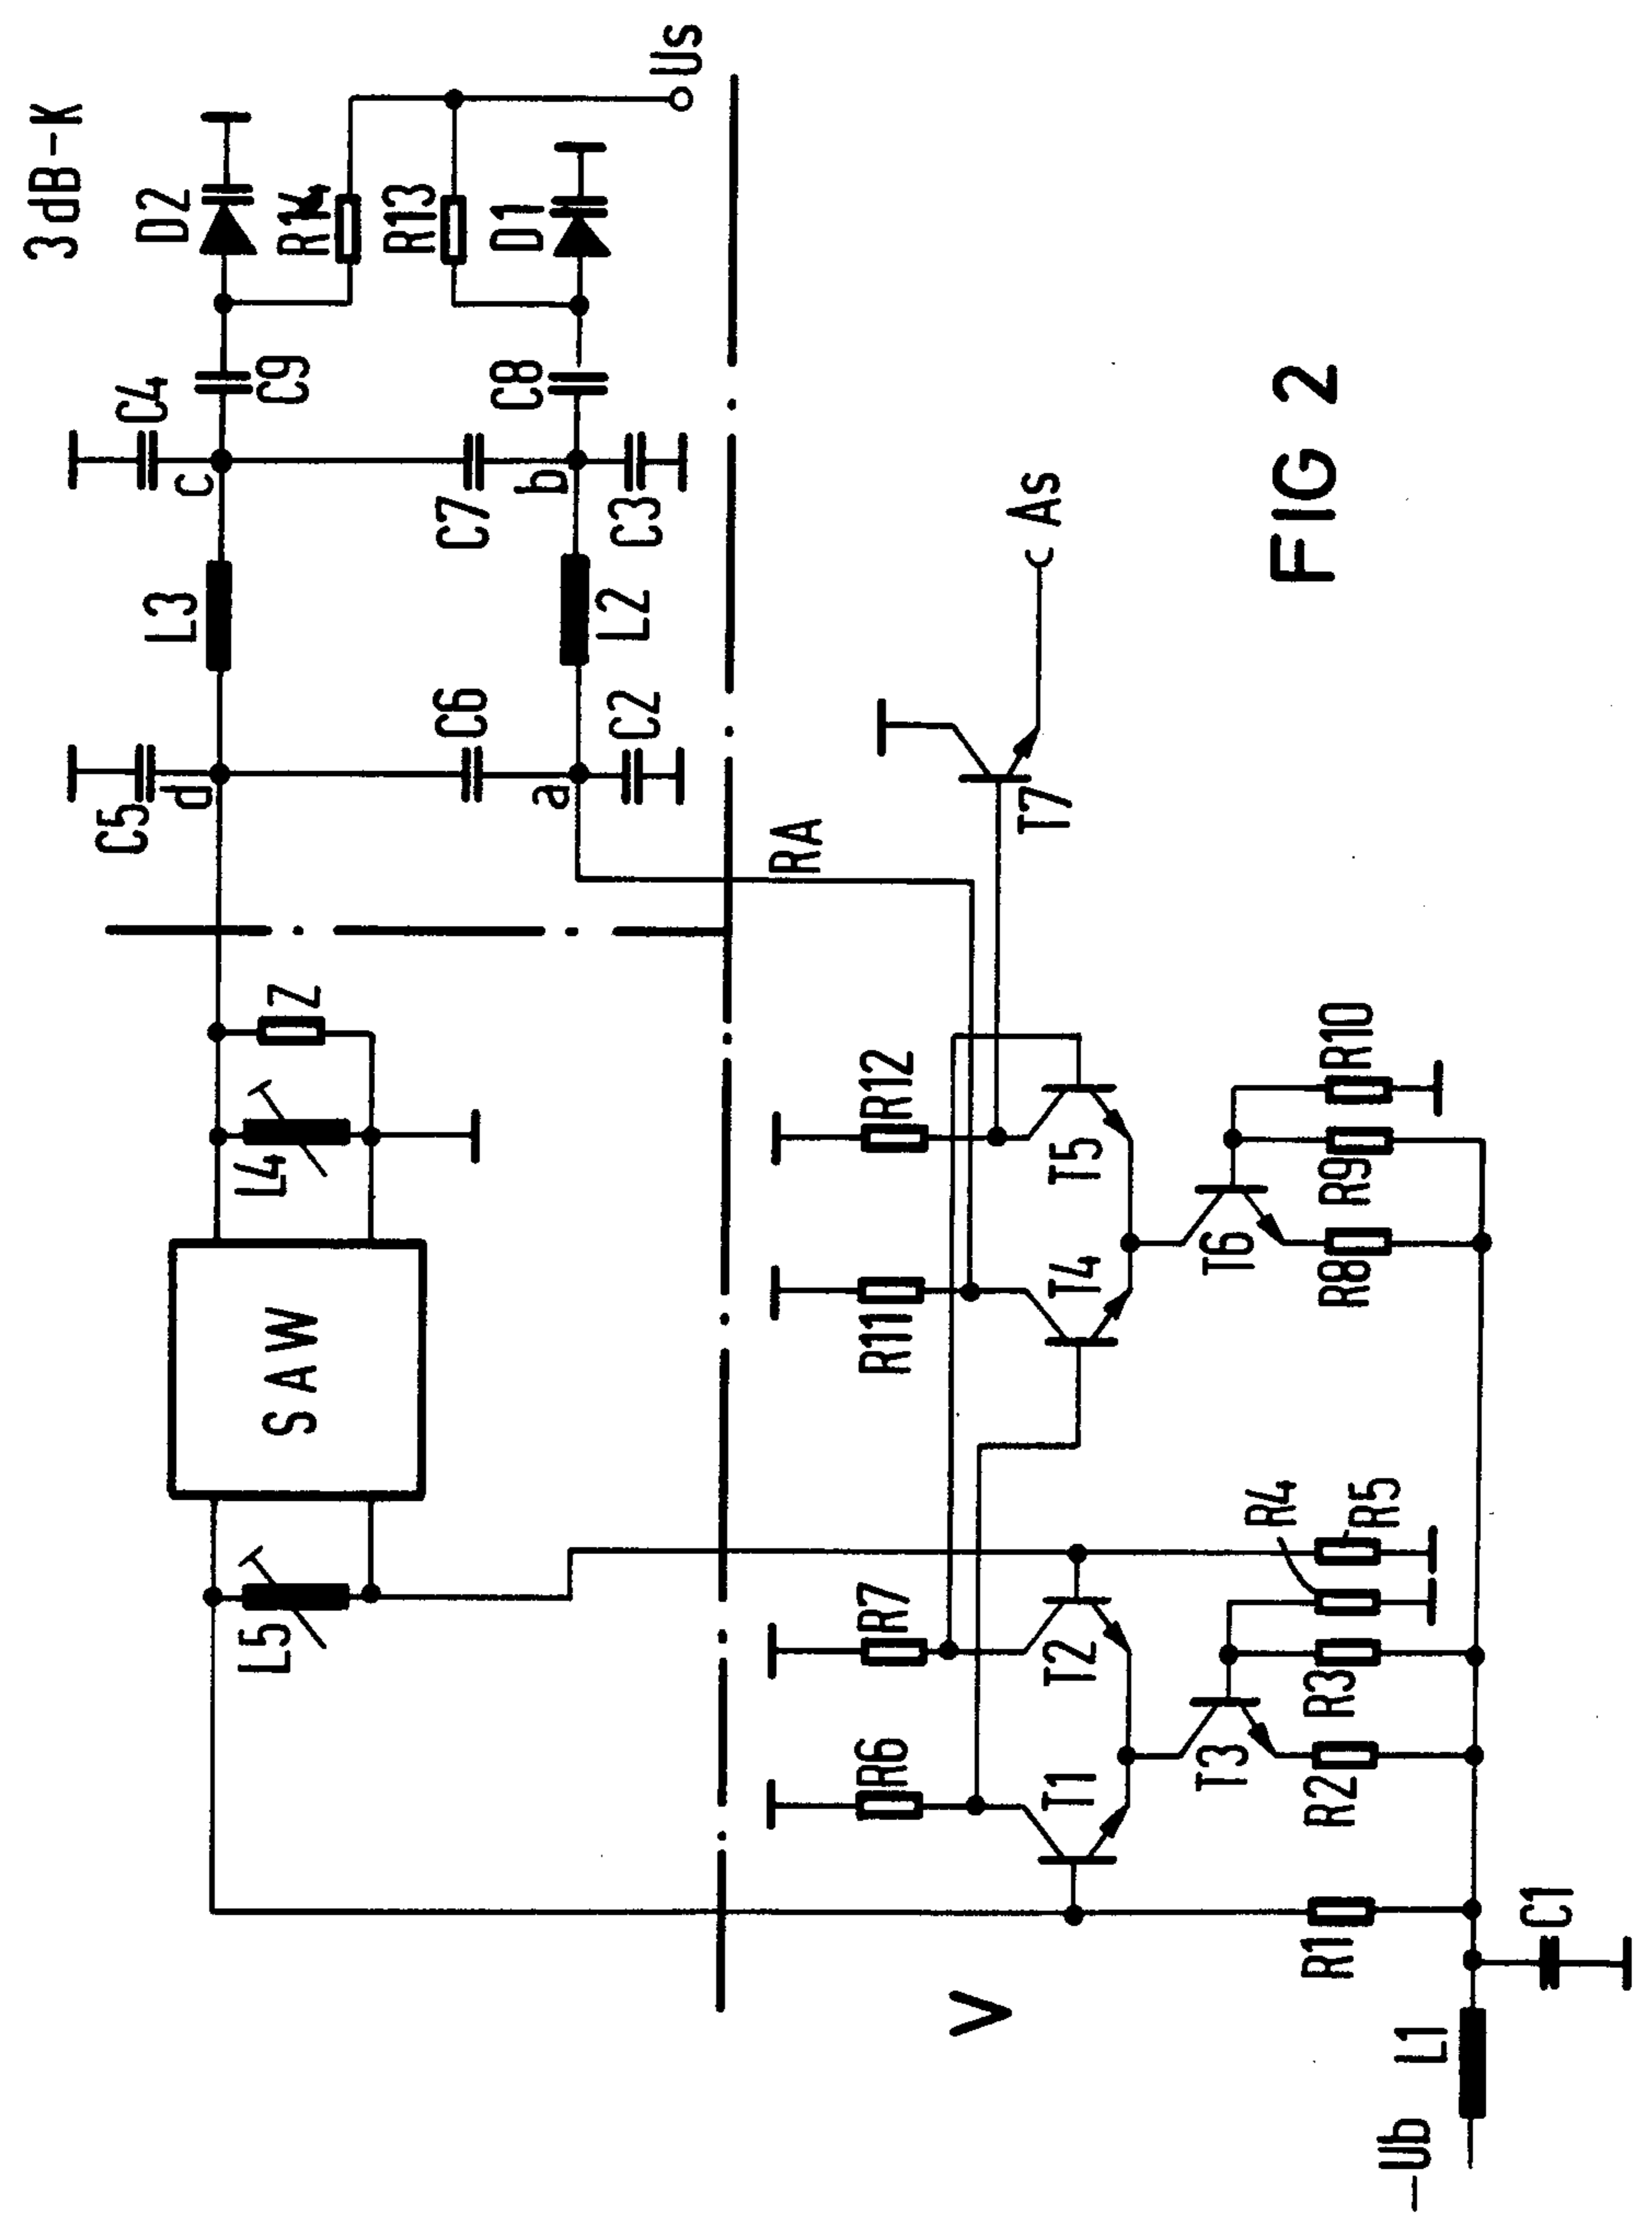 3dB-K
C4
D2
C5
L3
c
C9
R14
d
C6
C7
R13
C8
D1
a
b
L2
C2
C3
Us
L5
SAW
L4
Z
RA
As
R6
R7
R11
R12
T7
V
T1
T2
T4
T5
T3
T6
R4
R1
R2
R3
R5
R8
R9
R10
-Ub
L1
C1
FIG 2